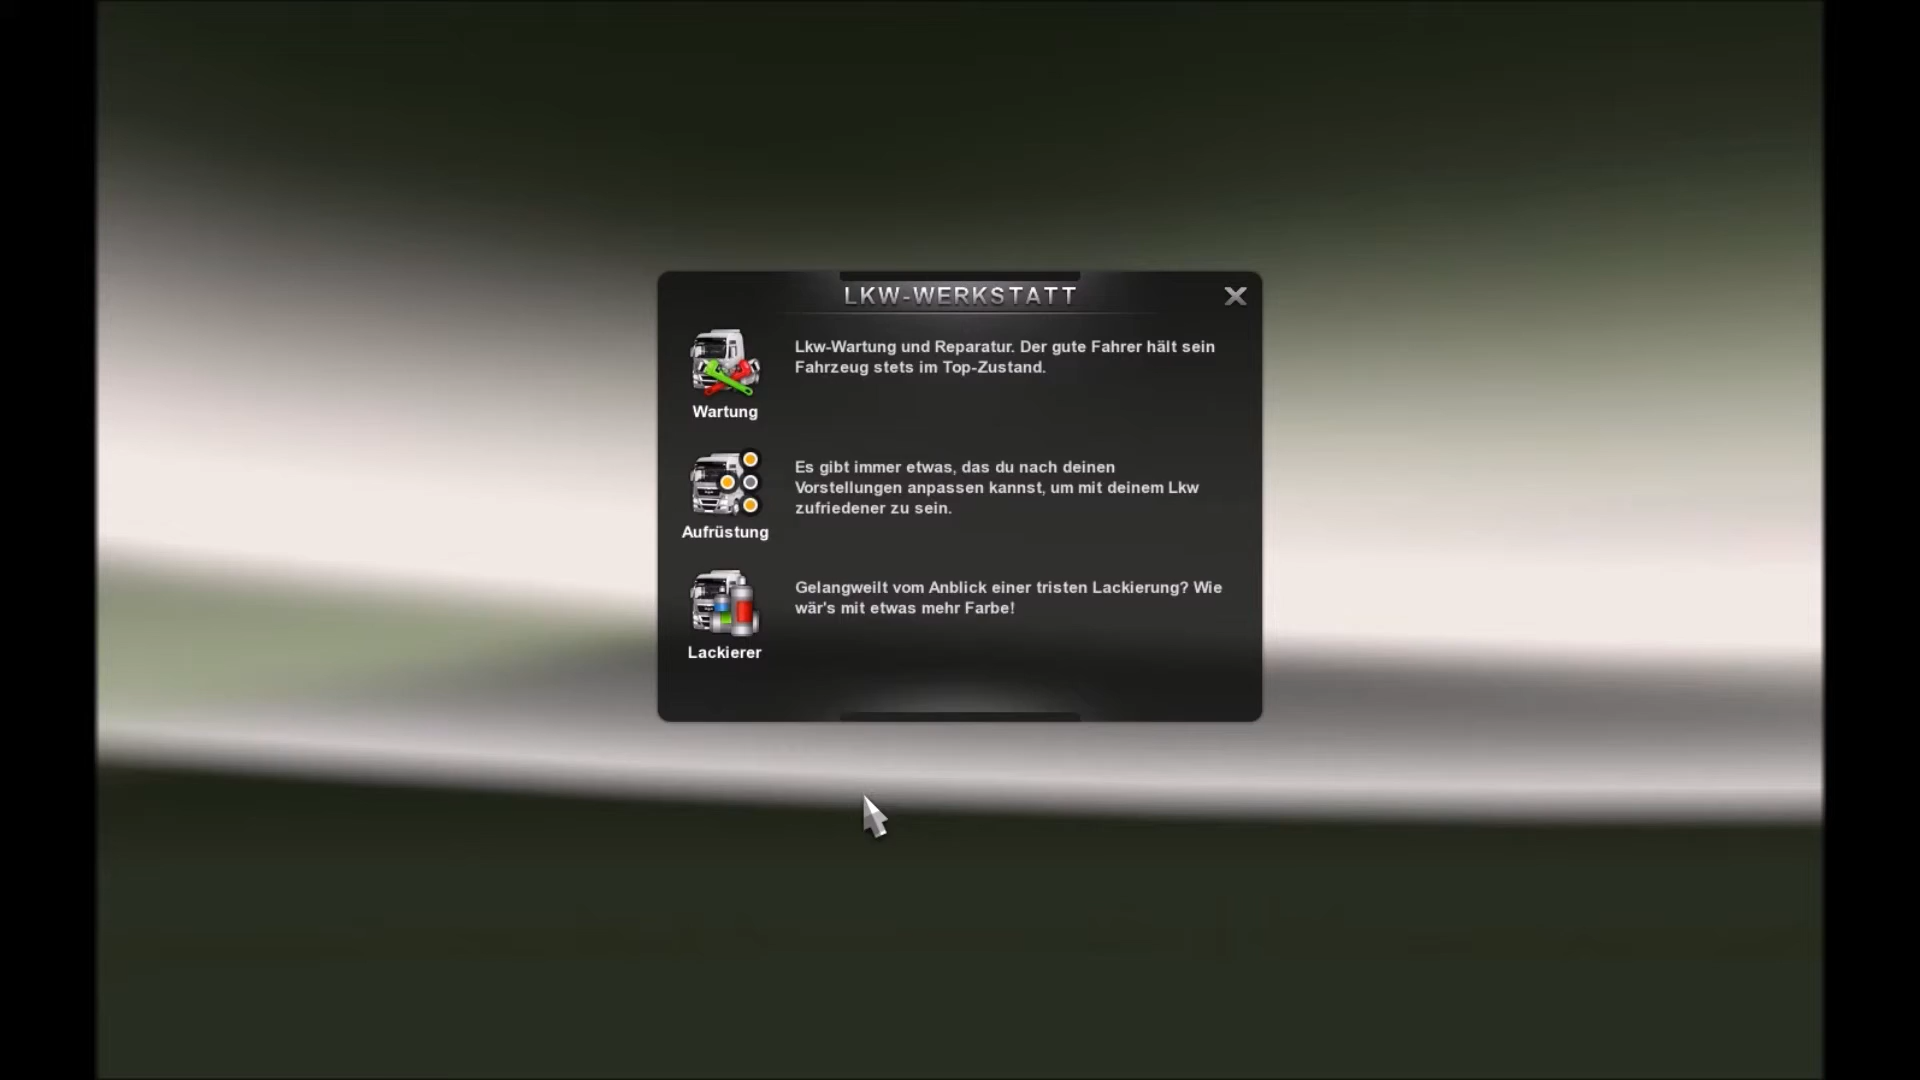 LKW-WERKSTATT
Lkw-Wartung und Reparatur. Der gute Fahrer hält sein
Fahrzeug stets im Top-Zustand.
Wartung
Es gibt immer etwas, das du nach deinen
Vorstellungen anpassen kannst, um mit deinem Lkw
zufriedener zu sein.
Aufrüstung
Gelangweilt vom Anblick einer tristen Lackierung? Wie
wär's mit etwas mehr Farbe!
Lackierer